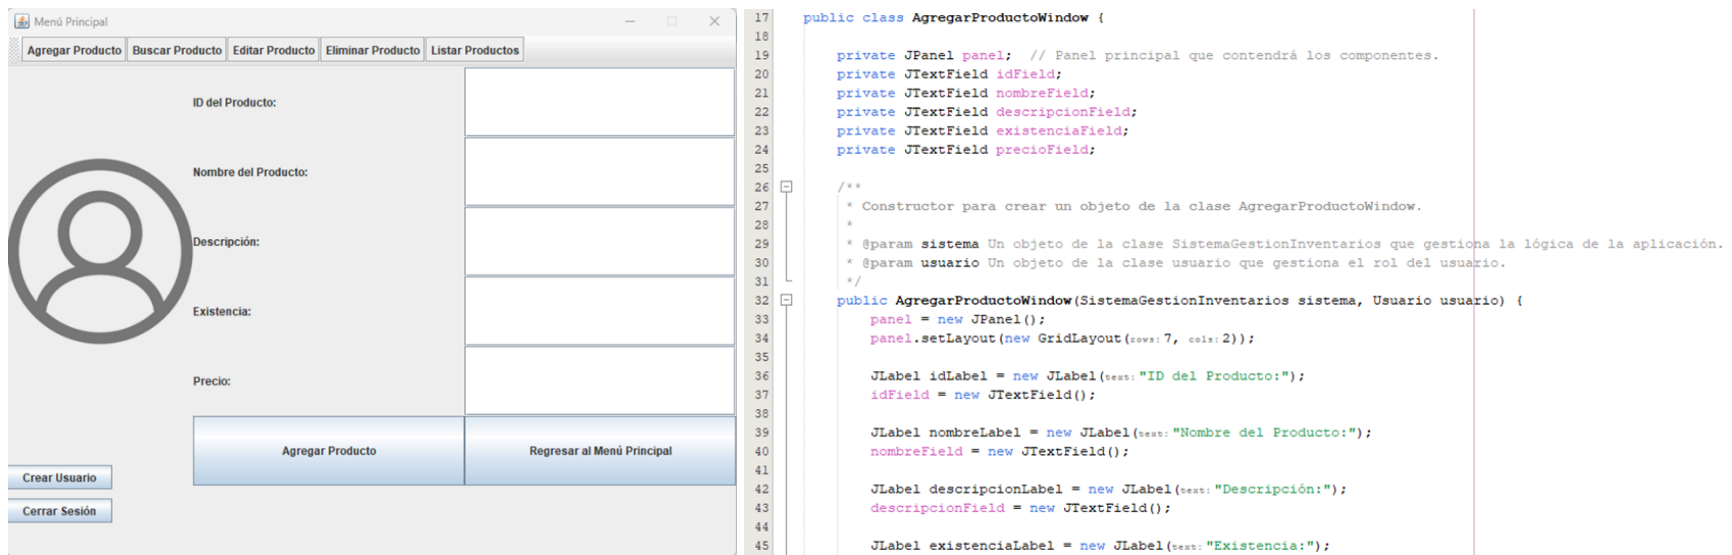 Menú Principal
Agregar Producto Buscar Producto Editar Producto Eliminar Producto Listar Productos
ID del Producto:
Nombre del Producto:
Descripción:
Existencia:
Precio:
Agregar Producto Regresar al Menú Principal
Crear Usuario
Cerrar Sesión
17 public class AgregarProductoWindow {
18
19 private JPanel panel; // Panel principal que contendrá los componentes.
20 private JTextField idField;
21 private JTextField nombreField;
22 private JTextField descripcionField;
23 private JTextField existenciaField;
24 private JTextField precioField;
25
26 /**
27 * Constructor para crear un objeto de la clase AgregarProductoWindow.
28 *
29 * @param sistema Un objeto de la clase SistemaGestionInventarios que gestiona la lógica de la aplicación.
30 * @param usuario Un objeto de la clase usuario que gestiona el rol del usuario.
31 */
32 public AgregarProductoWindow(SistemaGestionInventarios sistema, Usuario usuario) {
33 panel = new JPanel();
34 panel.setLayout(new GridLayout(rows: 7, cols: 2));
35
36 JLabel idLabel = new JLabel(text: "ID del Producto:");
37 idField = new JTextField();
38
39 JLabel nombreLabel = new JLabel(text: "Nombre del Producto:");
40 nombreField = new JTextField();
41
42 JLabel descripcionLabel = new JLabel(text: "Descripción:");
43 descripcionField = new JTextField();
44
45 JLabel existenciaLabel = new JLabel(text: "Existencia:");